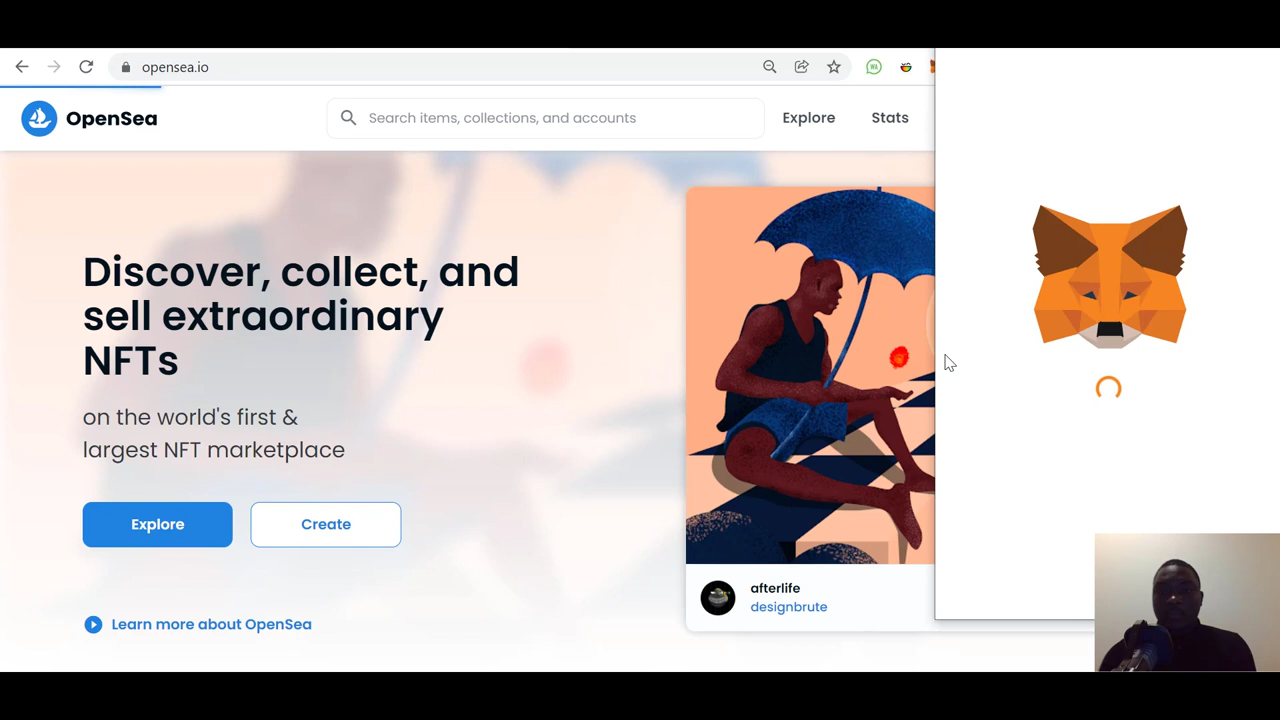 opensea.io
WA
OpenSea
Search items, collections, and accounts
Explore
Stats
Discover, collect, and
sell extraordinary
NFTs
on the world's first &
largest NFT marketplace
Explore
Create
Learn more about OpenSea
afterlife
designbrute